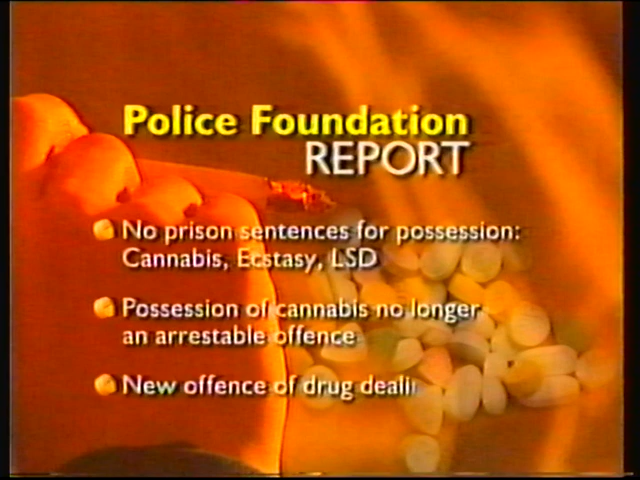 Police Foundation
REPORT
No prison sentences for possession:
Cannabis, Ecstasy, LSD
Possession of cannabis no longer
an arrestable offence
New offence of drug